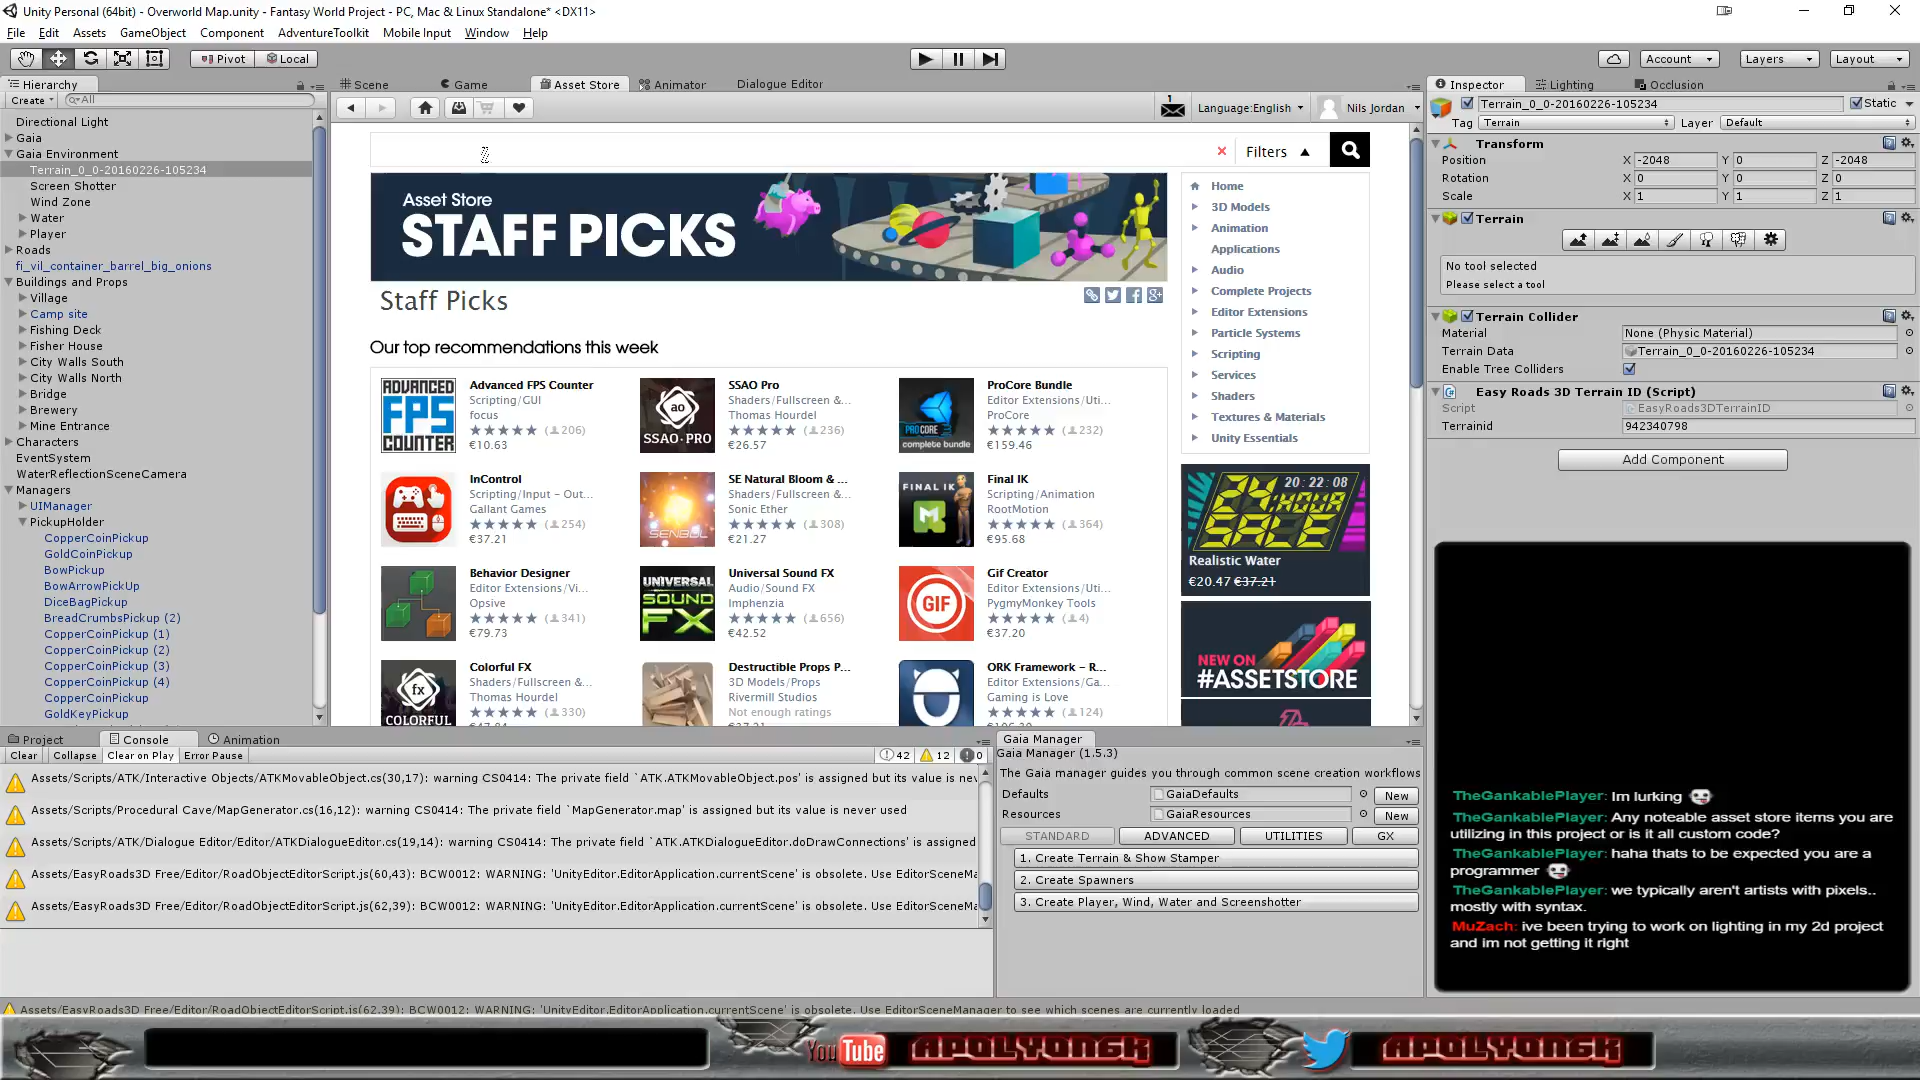 Unity Personal (64bit) - Overworld Map.unity - Fantasy World Project - PC, Mac & Linux Standalone* <DX11>
File Edit Assets GameObject Component AdventureToolkit Mobile Input Window Help
Pivot Local
Account Layers Layout
Hierarchy
Create All
Directional Light
Gaia
Gaia Environment
Terrain_0_0-20160226-105234
Screen Shotter
Wind Zone
Water
Player
Roads
fi_vil_container_barrel_big_onions
Buildings and Props
Village
Camp site
Fishing Deck
Fisher House
City Walls South
City Walls North
Bridge
Brewery
Mine Entrance
Characters
EventSystem
WaterReflectionSceneCamera
Managers
UIManager
PickupHolder
CopperCoinPickup
GoldCoinPickup
BowPickup
BowArrowPickUp
DiceBagPickup
BreadCrumbsPickup (2)
CopperCoinPickup (1)
CopperCoinPickup (2)
CopperCoinPickup (3)
CopperCoinPickup (4)
CopperCoinPickup
GoldKeyPickup
Scene Game Asset Store Animator Dialogue Editor
Language:English Nils Jordan
Filters
Asset Store
STAFF PICKS
Staff Picks
Our top recommendations this week
ADVANCED FPS COUNTER
Advanced FPS Counter
Scripting/GUI
focus
(206)
€10.63
ao
SSAO·PRO
SSAO Pro
Shaders/Fullscreen &...
Thomas Hourdel
(236)
€26.57
PROCORE
complete bundle
ProCore Bundle
Editor Extensions/Uti...
ProCore
(232)
€159.46
InControl
Scripting/Input - Out...
Gallant Games
(254)
€37.21
SENBDL
SE Natural Bloom & ...
Shaders/Fullscreen &...
Sonic Ether
(308)
€21.27
FINAL IK
Final IK
Scripting/Animation
RootMotion
(364)
€95.68
Behavior Designer
Editor Extensions/Vi...
Opsive
(341)
€79.73
UNIVERSAL SOUND FX
Universal Sound FX
Audio/Sound FX
Imphenzia
(656)
€42.52
GIF
Gif Creator
Editor Extensions/Uti...
PygmyMonkey Tools
(4)
€37.20
fx
COLORFUL
Colorful FX
Shaders/Fullscreen &...
Thomas Hourdel
(330)
Destructible Props P...
3D Models/Props
Rivermill Studios
Not enough ratings
ORK Framework - R...
Editor Extensions/Ga...
Gaming is Love
(124)
Home
3D Models
Animation
Applications
Audio
Complete Projects
Editor Extensions
Particle Systems
Scripting
Services
Shaders
Textures & Materials
Unity Essentials
20:22:08
24 HOUR SALE
Realistic Water
€20.47 €37.21
NEW ON
#ASSETSTORE
Inspector Lighting Occlusion
Terrain_0_0-20160226-105234 Static
Tag Terrain Layer Default
Transform
Position X -2048 Y 0 Z -2048
Rotation X 0 Y 0 Z 0
Scale X 1 Y 1 Z 1
Terrain
No tool selected
Please select a tool
Terrain Collider
Material None (Physic Material)
Terrain Data Terrain_0_0-20160226-105234
Enable Tree Colliders
Easy Roads 3D Terrain ID (Script)
Script EasyRoads3DTerrainID
Terrainid 942340798
Add Component
Project Console Animation
Clear Collapse Clear on Play Error Pause 42 12 0
Assets/Scripts/ATK/Interactive Objects/ATKMovableObject.cs(30,17): warning CS0414: The private field `ATK.ATKMovableObject.pos' is assigned but its value is nev
Assets/Scripts/Procedural Cave/MapGenerator.cs(16,12): warning CS0414: The private field `MapGenerator.map' is assigned but its value is never used
Assets/Scripts/ATK/Dialogue Editor/Editor/ATKDialogueEditor.cs(19,14): warning CS0414: The private field `ATK.ATKDialogueEditor.doDrawConnections' is assigned
Assets/EasyRoads3D Free/Editor/RoadObjectEditorScript.js(60,43): BCW0012: WARNING: 'UnityEditor.EditorApplication.currentScene' is obsolete. Use EditorSceneMa
Assets/EasyRoads3D Free/Editor/RoadObjectEditorScript.js(62,39): BCW0012: WARNING: 'UnityEditor.EditorApplication.currentScene' is obsolete. Use EditorSceneMa
Gaia Manager
Gaia Manager (1.5.3)
The Gaia manager guides you through common scene creation workflows
Defaults GaiaDefaults New
Resources GaiaResources New
STANDARD ADVANCED UTILITIES GX
1. Create Terrain & Show Stamper
2. Create Spawners
3. Create Player, Wind, Water and Screenshotter
TheGankablePlayer: Im lurking
TheGankablePlayer: Any noteable asset store items you are
utilizing in this project or is it all custom code?
TheGankablePlayer: haha thats to be expected you are a
programmer
TheGankablePlayer: we typically aren't artists with pixels..
mostly with syntax.
MuZach: ive been trying to work on lighting in my 2d project
and im not getting it right
Assets/EasyRoads3D Free/Editor/RoadObjectEditorScript.js(62,39): BCW0012: WARNING: 'UnityEditor.EditorApplication.currentScene' is obsolete. Use EditorSceneManager to see which scenes are currently loaded
YouTube APOLYON6K APOLYON6K